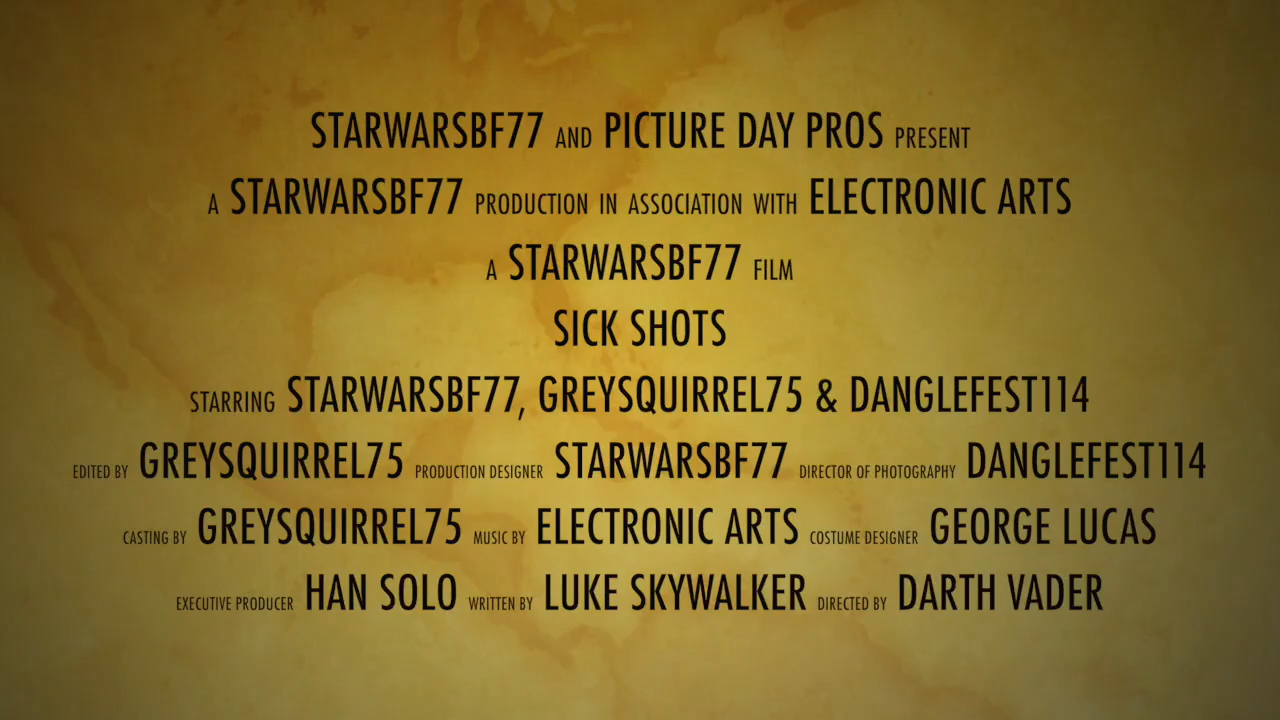 STARWARSBF77 AND PICTURE DAY PROS PRESENT
A STARWARSBF77 PRODUCTION IN ASSOCIATION WITH ELECTRONIC ARTS
A STARWARSBF77 FILM
SICK SHOTS
STARRING STARWARSBF77, GREYSQUIRREL75 & DANGLEFEST114
EDITED BY GREYSQUIRREL75 PRODUCTION DESIGNER STARWARSBF77 DIRECTOR OF PHOTOGRAPHY DANGLEFEST114
CASTING BY GREYSQUIRREL75 MUSIC BY ELECTRONIC ARTS COSTUME DESIGNER GEORGE LUCAS
EXECUTIVE PRODUCER HAN SOLO WRITTEN BY LUKE SKYWALKER DIRECTED BY DARTH VADER